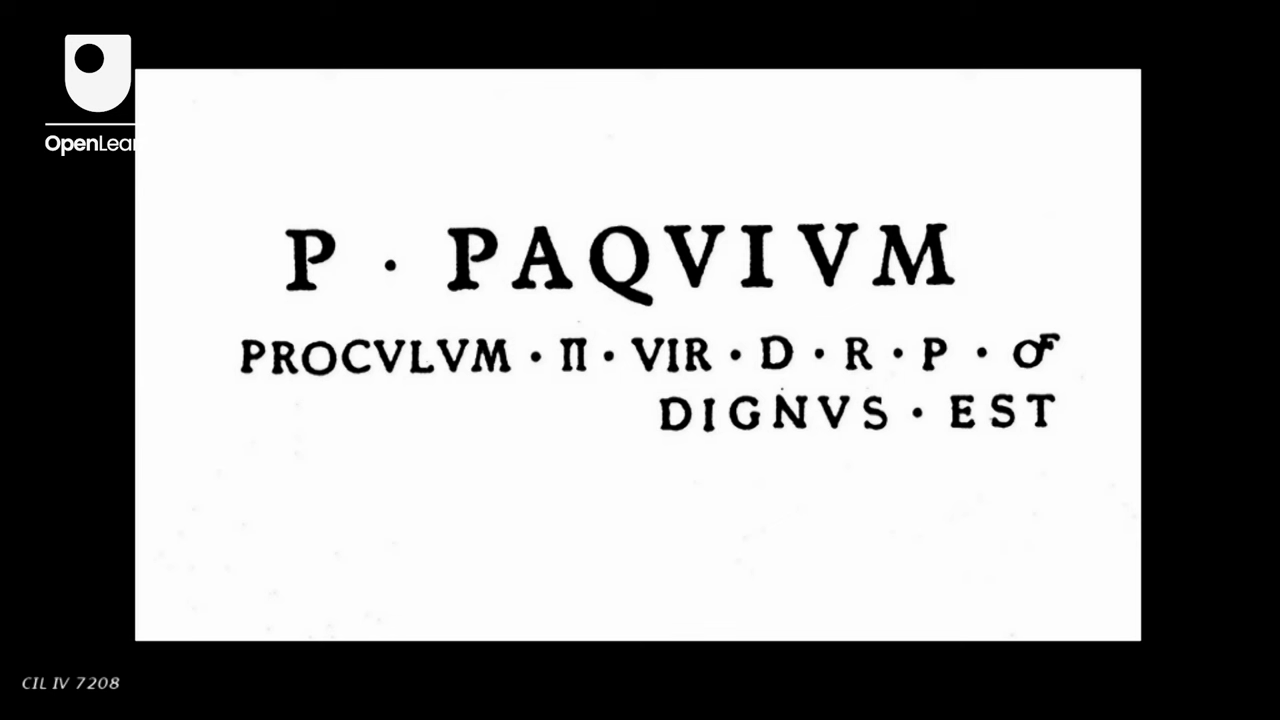 OpenLear
P · PAQVIVM
PROCVLVM · II · VIR · D · R · P · OF
DIGNVS · EST
CIL IV 7208